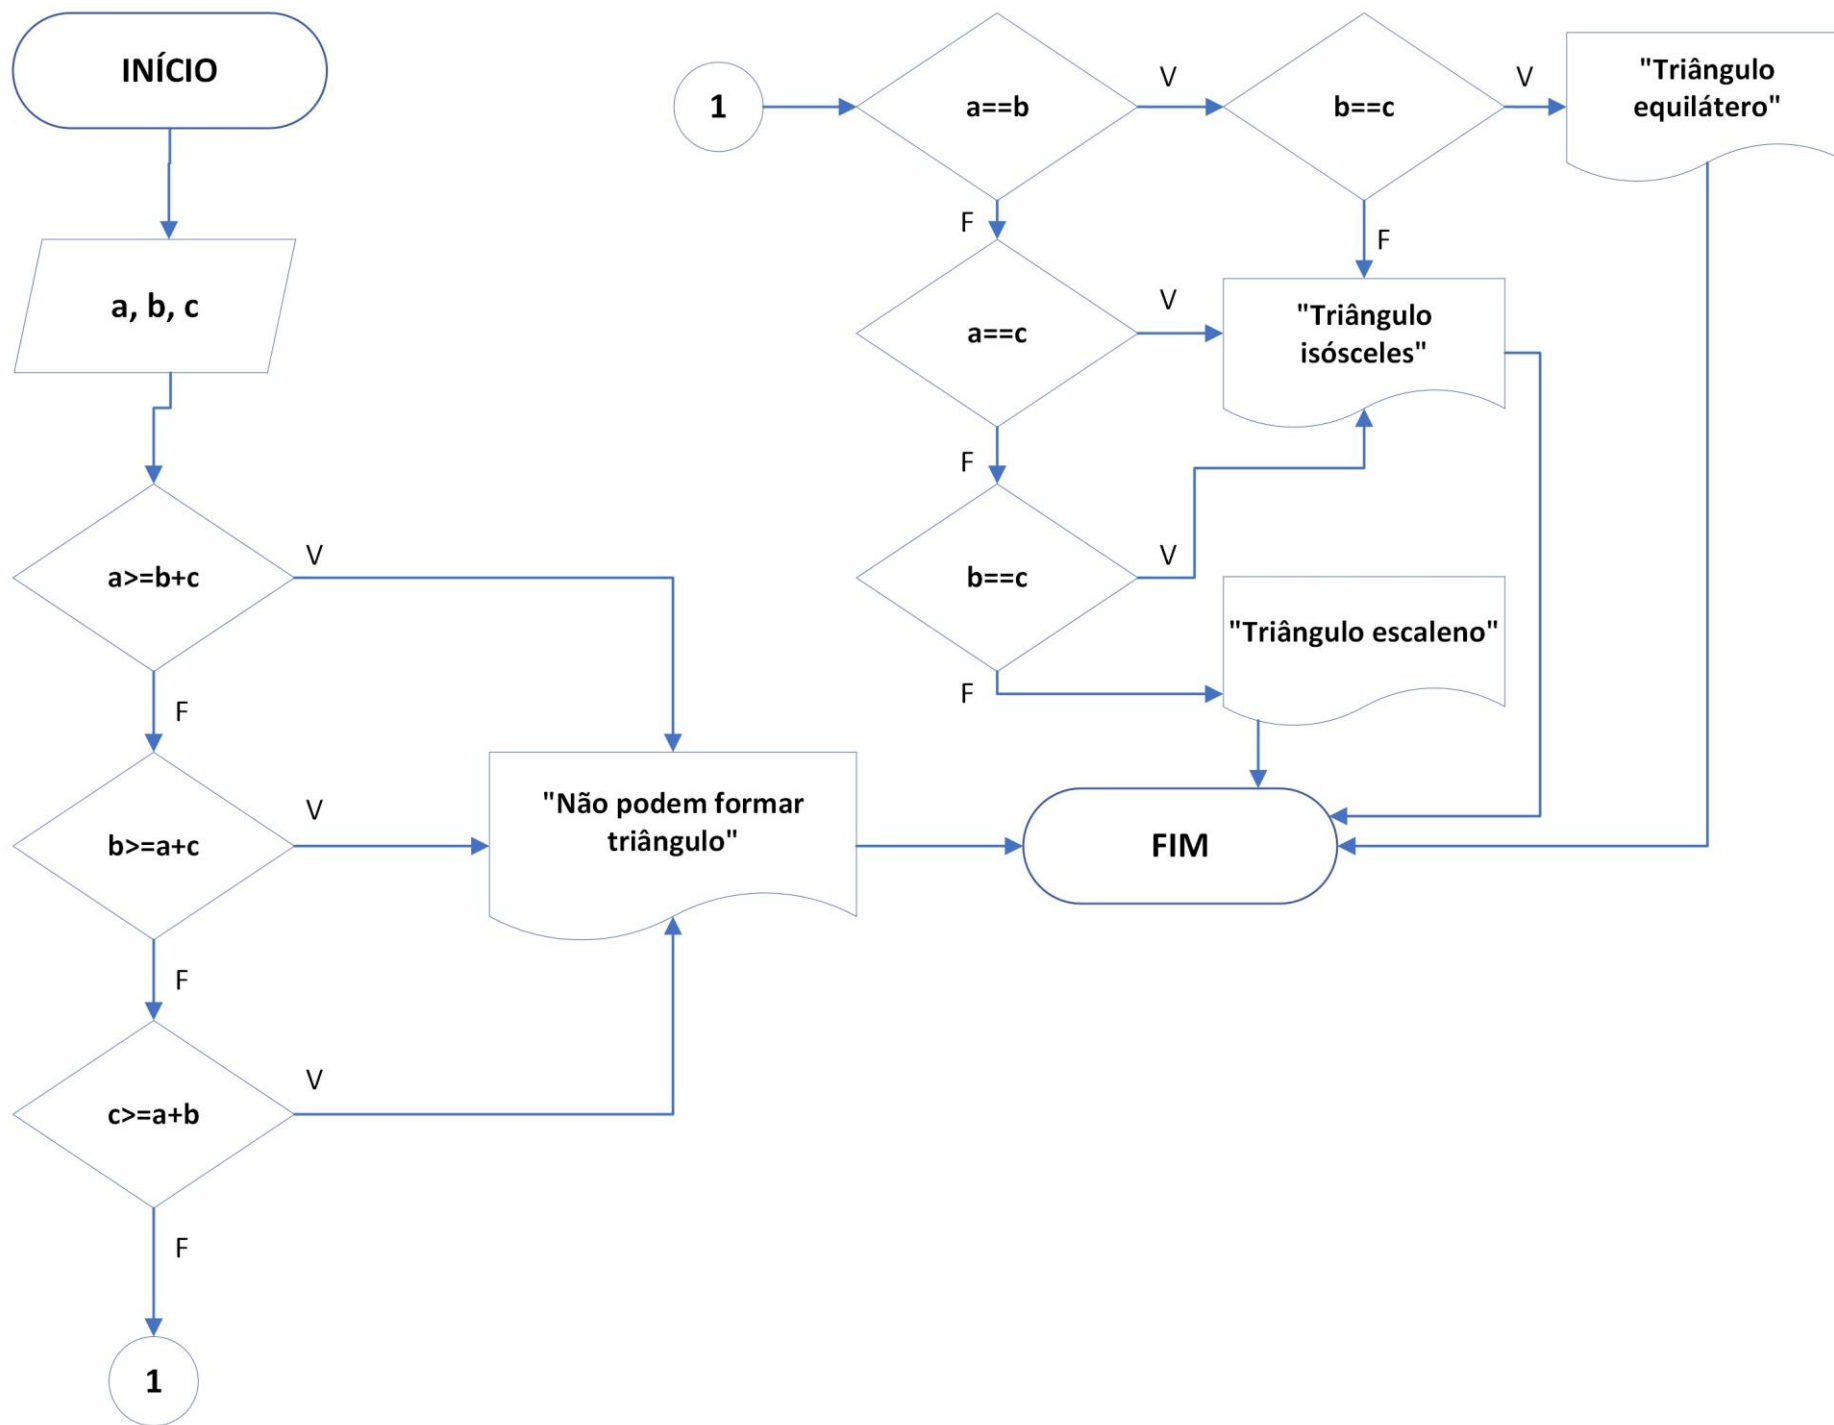 INÍCIO
a, b, c
a>=b+c
V
F
b>=a+c
V
F
c>=a+b
V
F
1
"Não podem formar
triângulo"
1
a==b
V
F
b==c
V
F
"Triângulo
equilátero"
a==c
V
F
"Triângulo
isósceles"
b==c
V
F
"Triângulo escaleno"
FIM